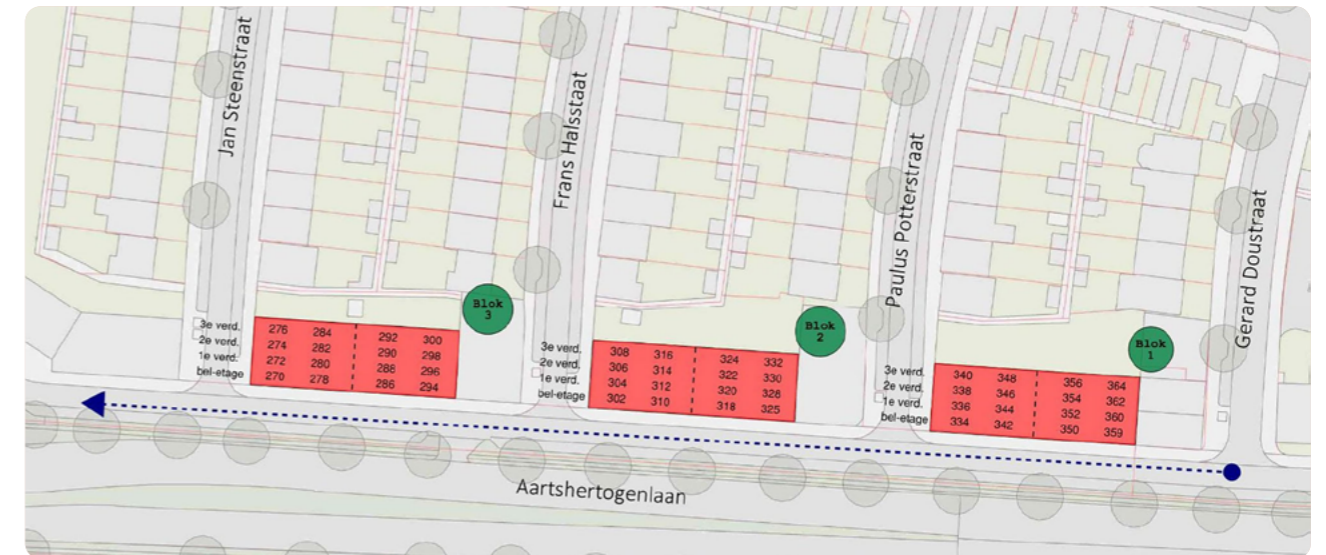 Jan Steenstraat
Frans Halsstaat
Paulus Potterstraat
Gerard Doustraat
Blok
3
3e verd. 276 284 292 300
2e verd. 274 282 290 298
1e verd. 272 280 288 296
bel-etage 270 278 286 294
Blok
2
3e verd. 308 316 324 332
2e verd. 306 314 322 330
1e verd. 304 312 320 328
bel-etage 302 310 318 325
Blok
1
3e verd. 340 348 356 364
2e verd. 338 346 354 362
1e verd. 336 344 352 360
bel-etage 334 342 350 359
Aartshertogenlaan